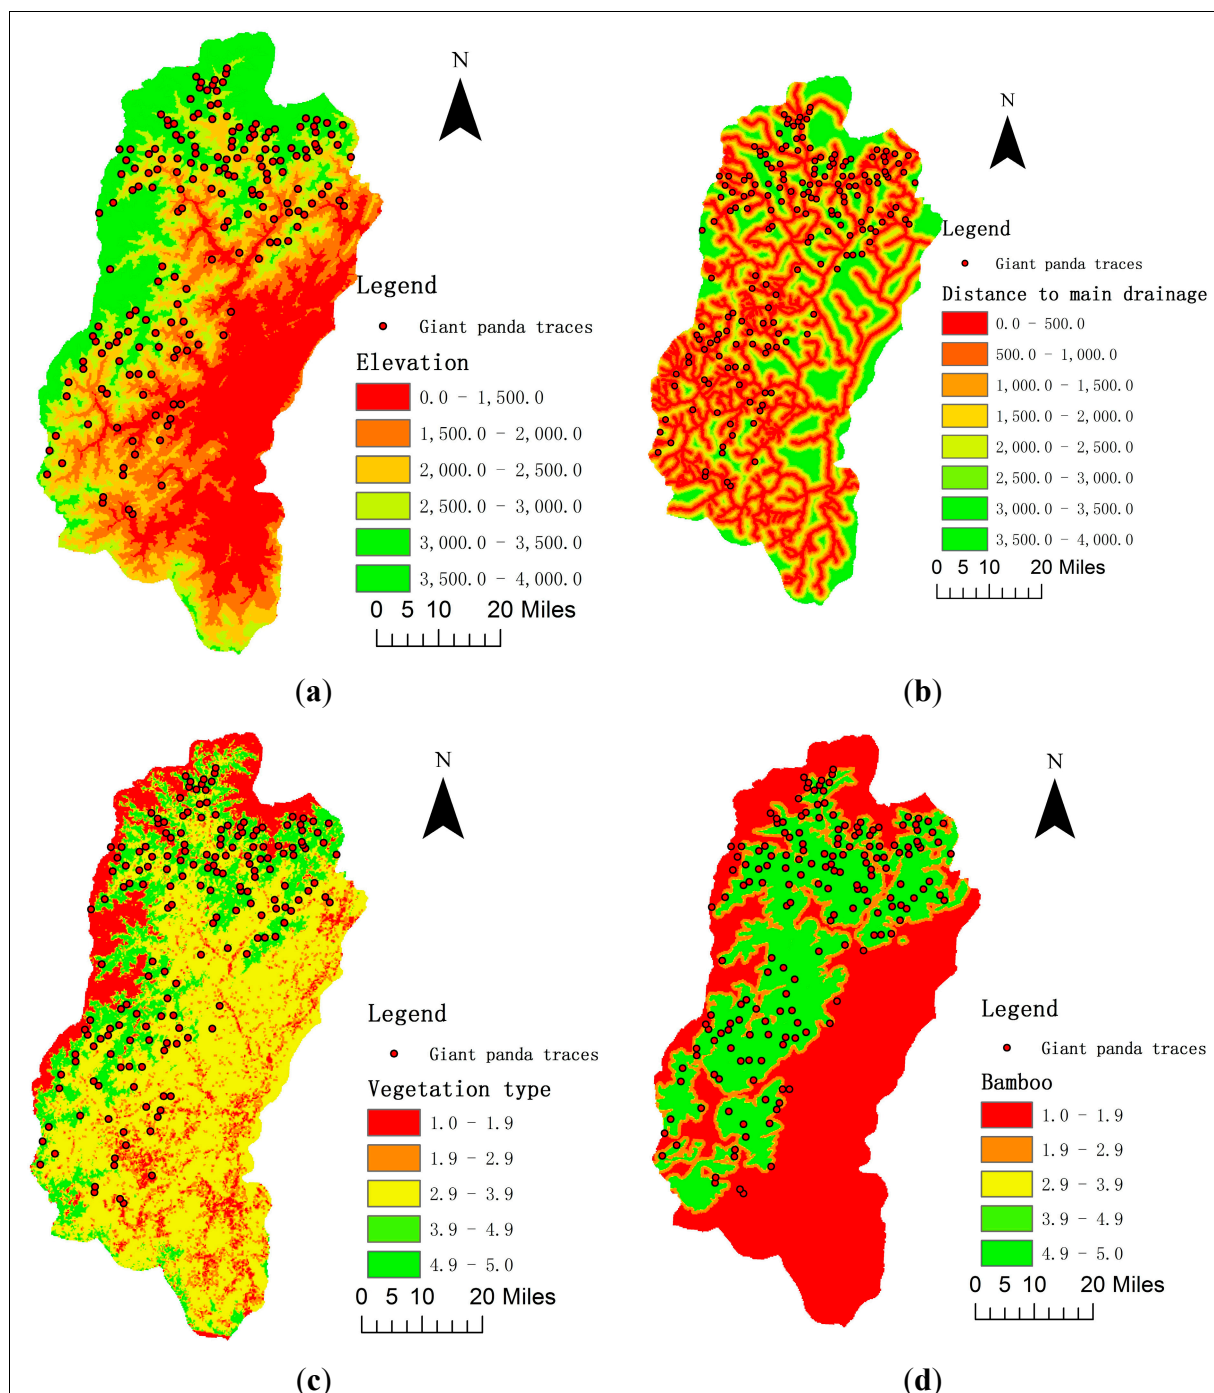 N
Legend
Giant panda traces
Elevation
0.0 - 1,500.0
1,500.0 - 2,000.0
2,000.0 - 2,500.0
2,500.0 - 3,000.0
3,000.0 - 3,500.0
3,500.0 - 4,000.0
0 5 10 20 Miles
(a)
N
Legend
Giant panda traces
Distance to main drainage
0.0 - 500.0
500.0 - 1,000.0
1,000.0 - 1,500.0
1,500.0 - 2,000.0
2,000.0 - 2,500.0
2,500.0 - 3,000.0
3,000.0 - 3,500.0
3,500.0 - 4,000.0
0 5 10 20 Miles
(b)
N
Legend
Giant panda traces
Vegetation type
1.0 - 1.9
1.9 - 2.9
2.9 - 3.9
3.9 - 4.9
4.9 - 5.0
0 5 10 20 Miles
(c)
N
Legend
Giant panda traces
Bamboo
1.0 - 1.9
1.9 - 2.9
2.9 - 3.9
3.9 - 4.9
4.9 - 5.0
0 5 10 20 Miles
(d)